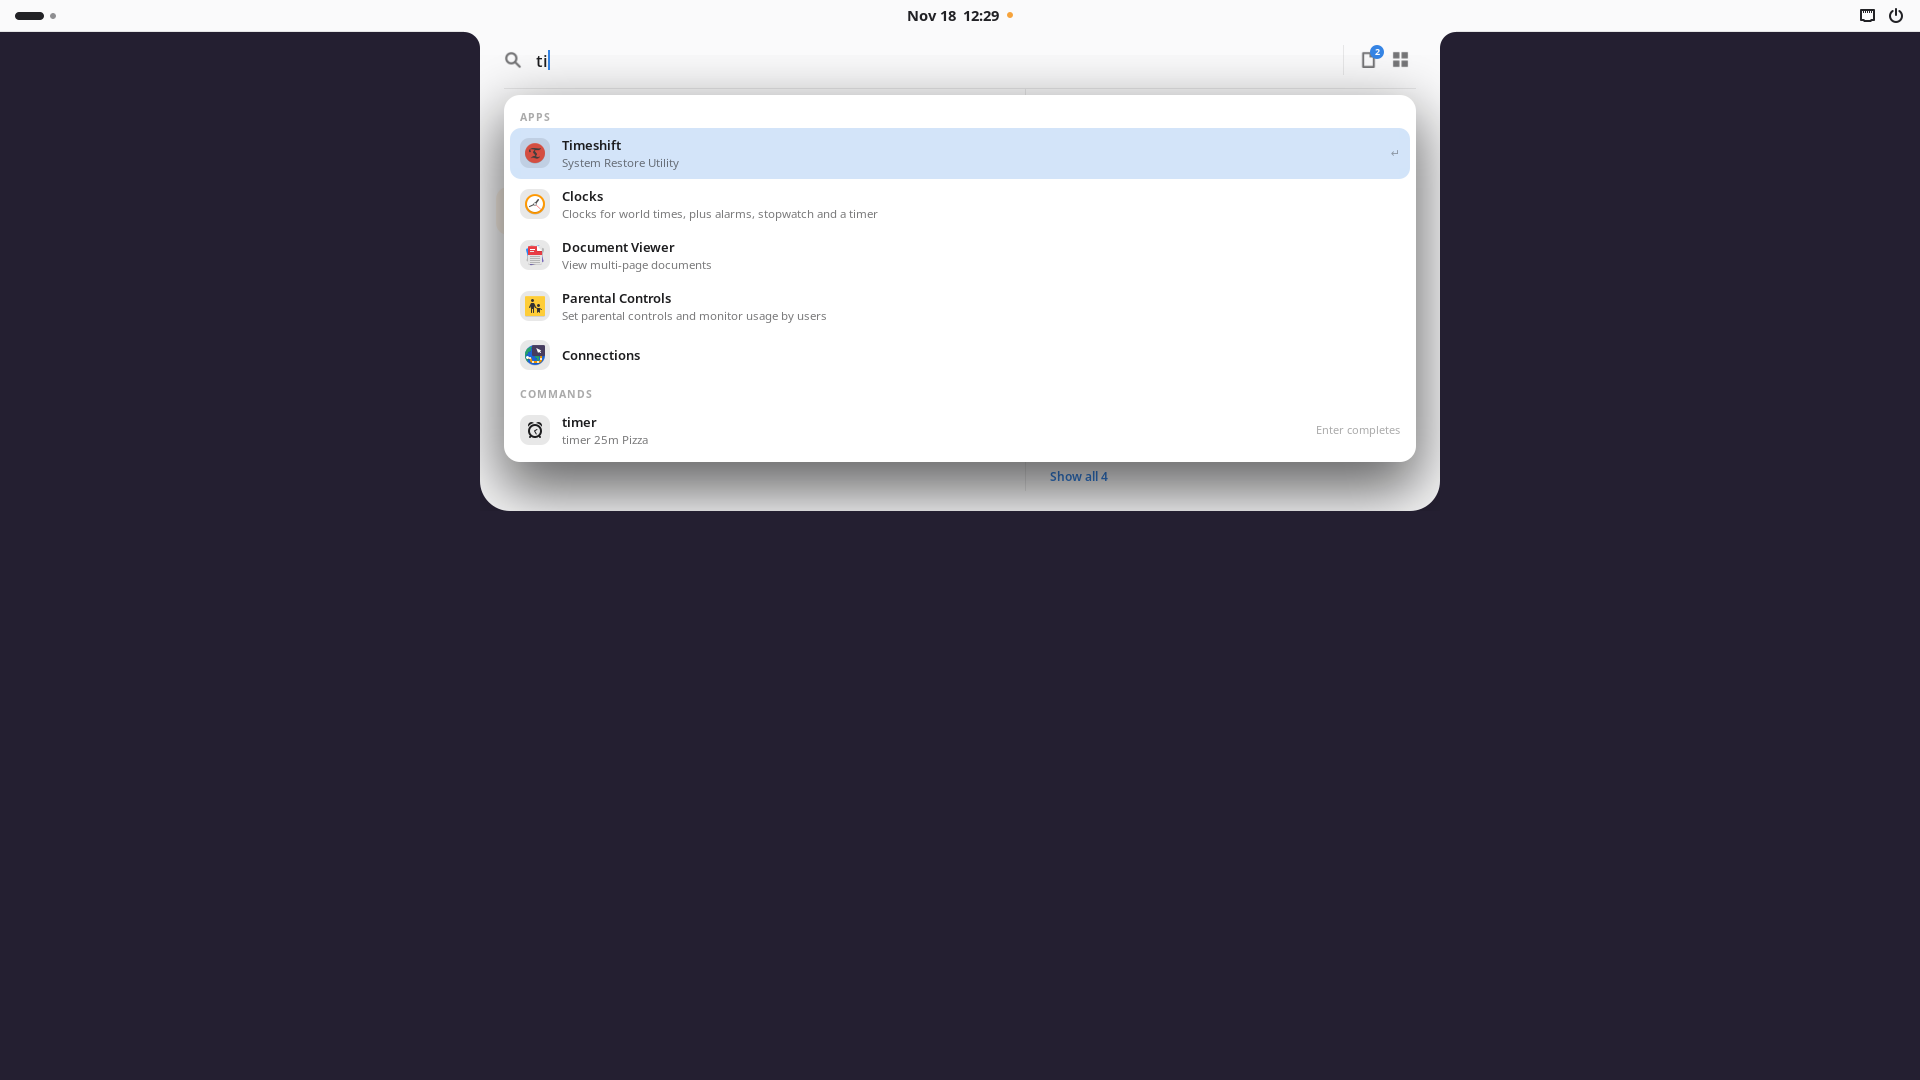 Nov 18 12:29
ti
2
APPS
Timeshift
System Restore Utility
Clocks
Clocks for world times, plus alarms, stopwatch and a timer
Document Viewer
View multi-page documents
Parental Controls
Set parental controls and monitor usage by users
Connections
COMMANDS
timer
timer 25m Pizza
Enter completes
Show all 4